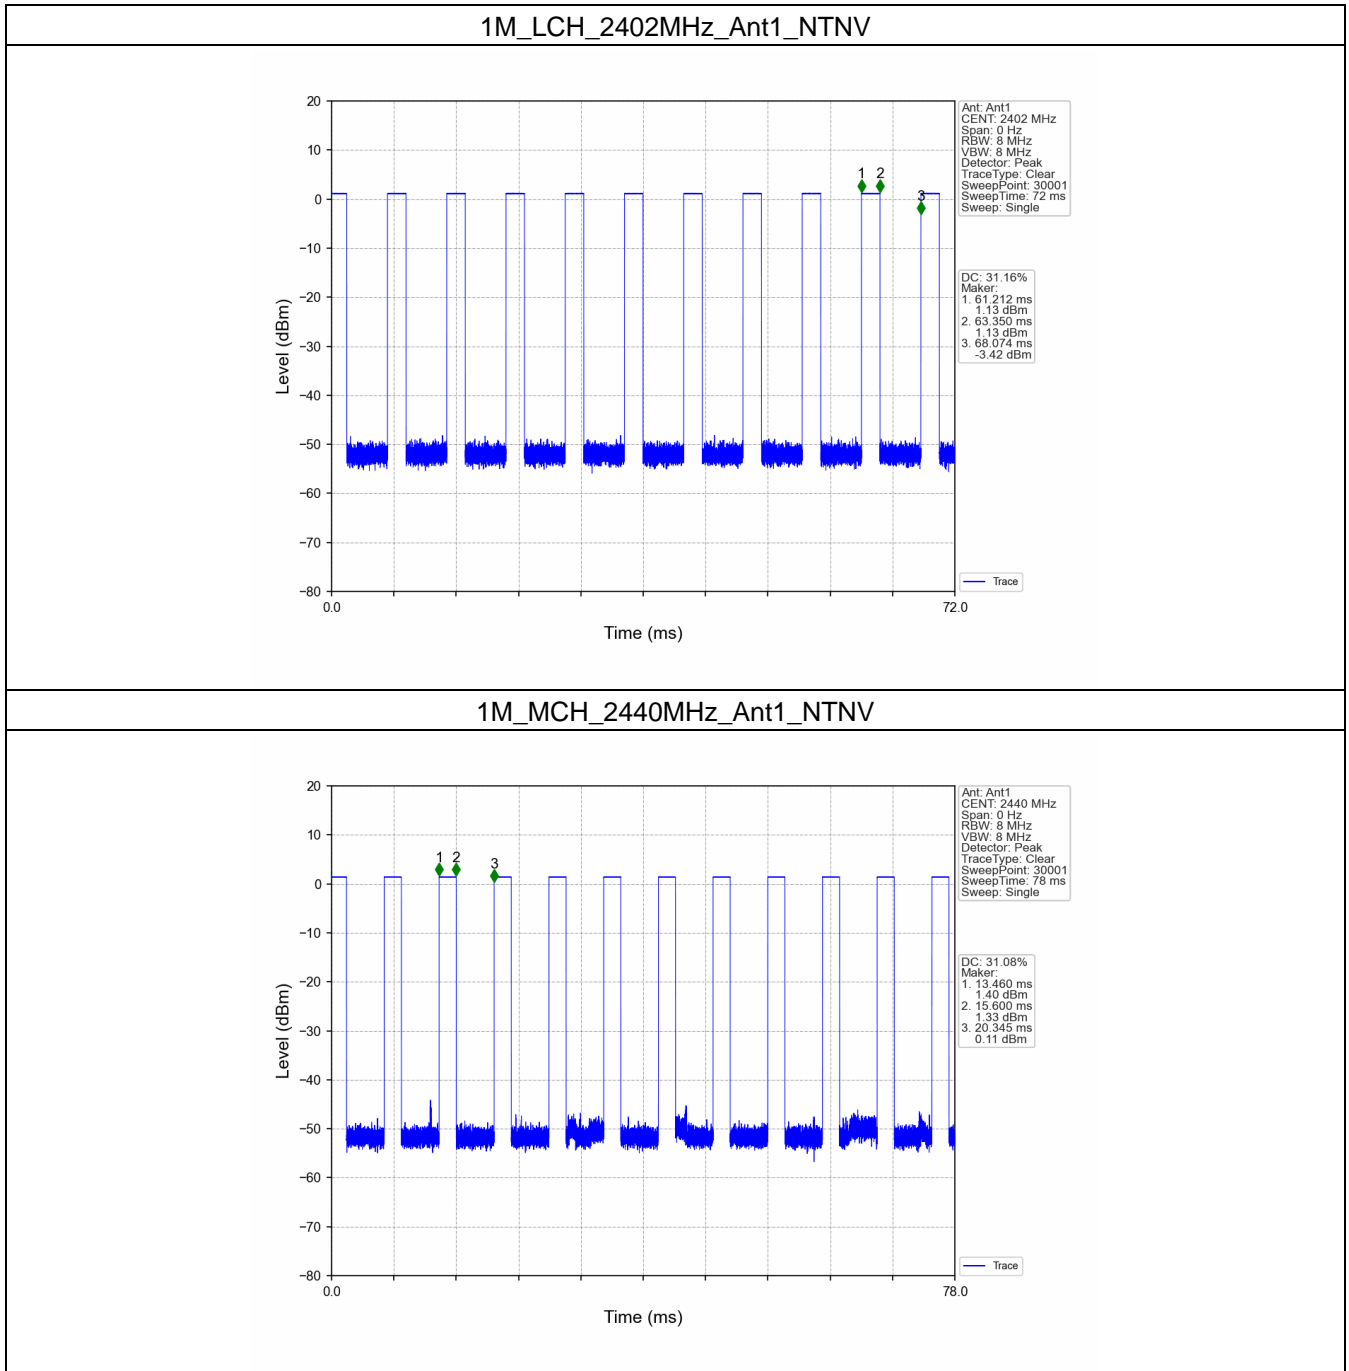 1M_LCH_2402MHz_Ant1_NTNV
20
10
0
−10
−20
−30
−40
−50
−60
−70
−80
Level (dBm)
1 2
3
0.0
72.0
Time (ms)
Ant: Ant1
CENT: 2402 MHz
Span: 0 Hz
RBW: 8 MHz
VBW: 8 MHz
Detector: Peak
TraceType: Clear
SweepPoint: 30001
SweepTime: 72 ms
Sweep: Single
DC: 31.16%
Maker:
1. 61.212 ms
1.13 dBm
2. 63.350 ms
1.13 dBm
3. 68.074 ms
-3.42 dBm
Trace
1M_MCH_2440MHz_Ant1_NTNV
20
10
0
−10
−20
−30
−40
−50
−60
−70
−80
Level (dBm)
1 2
3
0.0
78.0
Time (ms)
Ant: Ant1
CENT: 2440 MHz
Span: 0 Hz
RBW: 8 MHz
VBW: 8 MHz
Detector: Peak
TraceType: Clear
SweepPoint: 30001
SweepTime: 78 ms
Sweep: Single
DC: 31.08%
Maker:
1. 13.460 ms
1.40 dBm
2. 15.600 ms
1.33 dBm
3. 20.345 ms
0.11 dBm
Trace